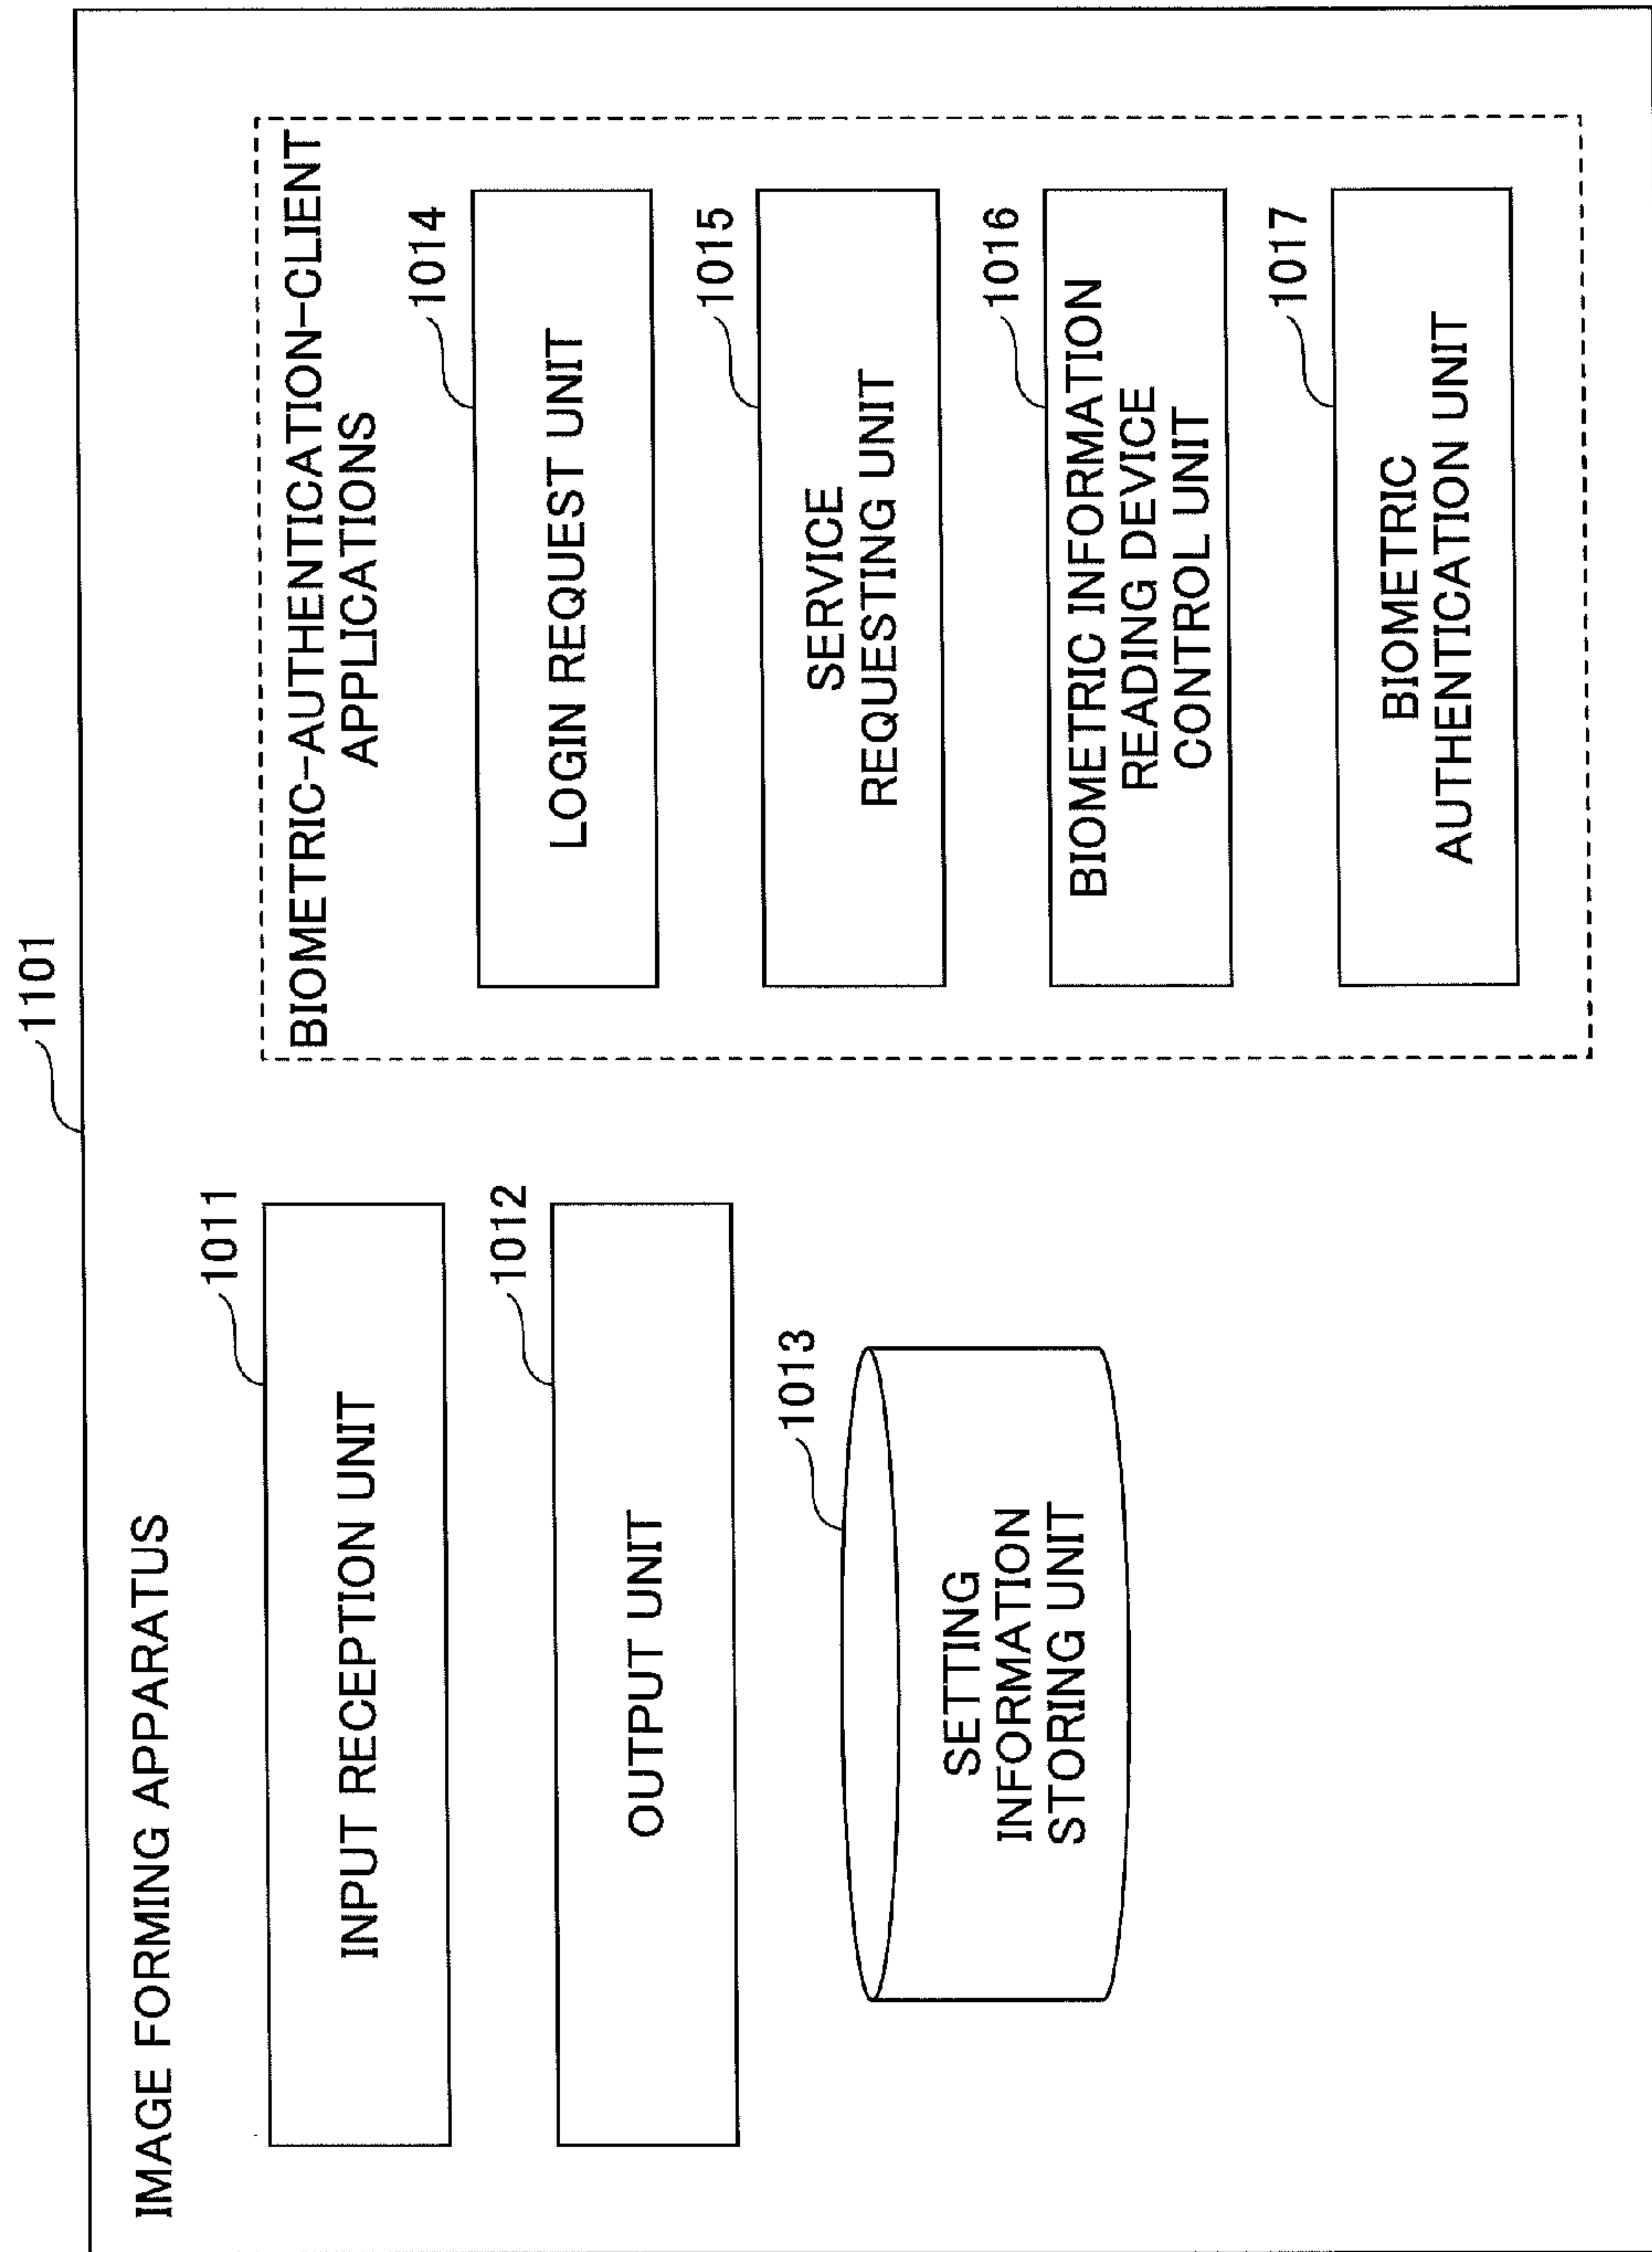 1101
IMAGE FORMING APPARATUS
1011
INPUT RECEPTION UNIT
1012
OUTPUT UNIT
1013
SETTING
INFORMATION
STORING UNIT
BIOMETRIC-AUTHENTICATION-CLIENT
APPLICATIONS
1014
LOGIN REQUEST UNIT
1015
SERVICE
REQUESTING UNIT
1016
BIOMETRIC INFORMATION
READING DEVICE
CONTROL UNIT
1017
BIOMETRIC
AUTHENTICATION UNIT